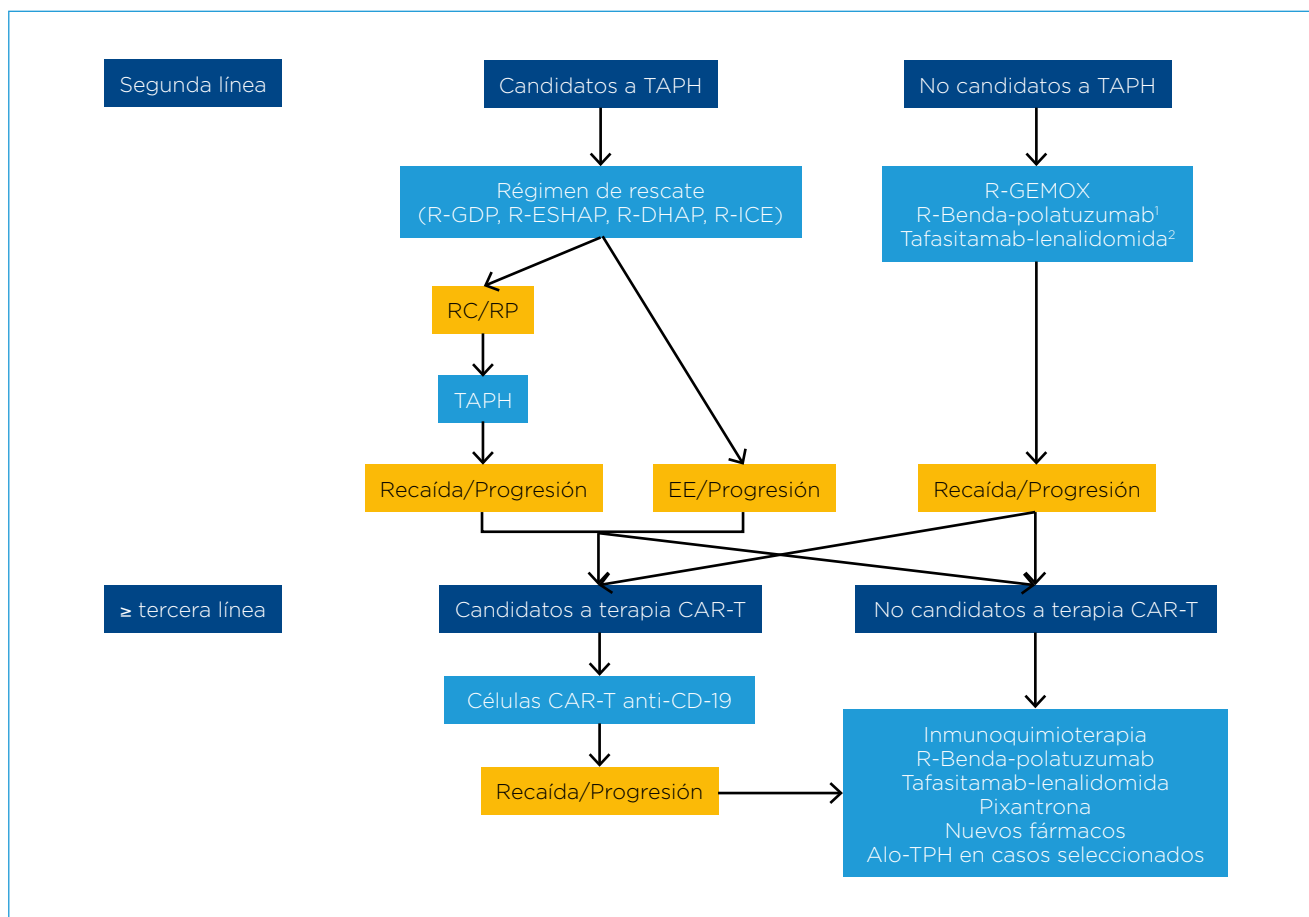 Segunda línea
Candidatos a TAPH
No candidatos a TAPH
Régimen de rescate
(R-GDP, R-ESHAP, R-DHAP, R-ICE)
R-GEMOX
R-Benda-polatuzumab¹
Tafasitamab-lenalidomida²
RC/RP
TAPH
Recaída/Progresión
EE/Progresión
Recaída/Progresión
≥ tercera línea
Candidatos a terapia CAR-T
No candidatos a terapia CAR-T
Células CAR-T anti-CD-19
Recaída/Progresión
Inmunoquimioterapia
R-Benda-polatuzumab
Tafasitamab-lenalidomida
Pixantrona
Nuevos fármacos
Alo-TPH en casos seleccionados